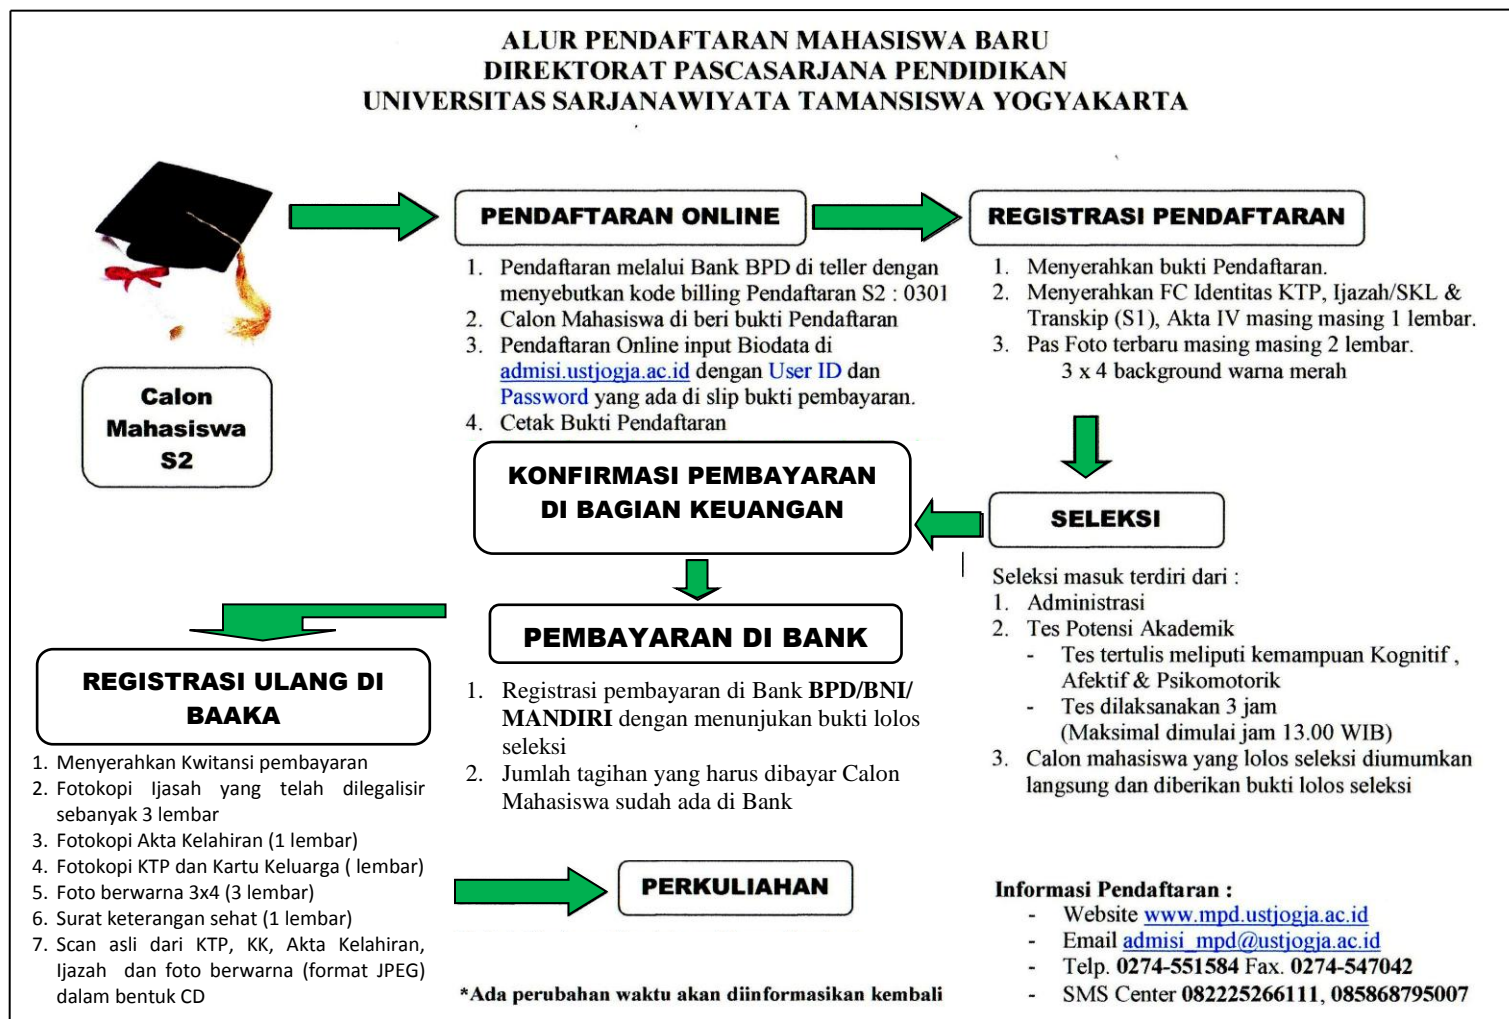 ALUR PENDAFTARAN MAHASISWA BARU
DIREKTORAT PASCASARJANA PENDIDIKAN
UNIVERSITAS SARJANAWIYATA TAMANSISWA YOGYAKARTA
Calon
Mahasiswa
S2
PENDAFTARAN ONLINE
1. Pendaftaran melalui Bank BPD di teller dengan
menyebutkan kode billing Pendaftaran S2 : 0301
2. Calon Mahasiswa di beri bukti Pendaftaran
3. Pendaftaran Online input Biodata di
admisi.ustjogja.ac.id dengan User ID dan
Password yang ada di slip bukti pembayaran.
4. Cetak Bukti Pendaftaran
REGISTRASI PENDAFTARAN
1. Menyerahkan bukti Pendaftaran.
2. Menyerahkan FC Identitas KTP, Ijazah/SKL &
Transkip (S1), Akta IV masing masing 1 lembar.
3. Pas Foto terbaru masing masing 2 lembar.
3 x 4 background warna merah
SELEKSI
Seleksi masuk terdiri dari :
1. Administrasi
2. Tes Potensi Akademik
- Tes tertulis meliputi kemampuan Kognitif ,
Afektif & Psikomotorik
- Tes dilaksanakan 3 jam
(Maksimal dimulai jam 13.00 WIB)
3. Calon mahasiswa yang lolos seleksi diumumkan
langsung dan diberikan bukti lolos seleksi
KONFIRMASI PEMBAYARAN
DI BAGIAN KEUANGAN
PEMBAYARAN DI BANK
1. Registrasi pembayaran di Bank BPD/BNI/
MANDIRI dengan menunjukan bukti lolos
seleksi
2. Jumlah tagihan yang harus dibayar Calon
Mahasiswa sudah ada di Bank
REGISTRASI ULANG DI
BAAKA
1. Menyerahkan Kwitansi pembayaran
2. Fotokopi Ijasah yang telah dilegalisir
sebanyak 3 lembar
3. Fotokopi Akta Kelahiran (1 lembar)
4. Fotokopi KTP dan Kartu Keluarga ( lembar)
5. Foto berwarna 3x4 (3 lembar)
6. Surat keterangan sehat (1 lembar)
7. Scan asli dari KTP, KK, Akta Kelahiran,
Ijazah dan foto berwarna (format JPEG)
dalam bentuk CD
PERKULIAHAN
*Ada perubahan waktu akan diinformasikan kembali
Informasi Pendaftaran :
- Website www.mpd.ustjogja.ac.id
- Email admisi_mpd@ustjogja.ac.id
- Telp. 0274-551584 Fax. 0274-547042
- SMS Center 082225266111, 085868795007